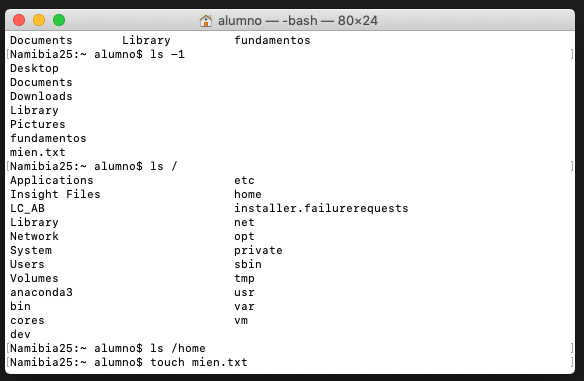 alumno — -bash — 80×24
Documents Library fundamentos
[Namibia25:~ alumno$ ls -1 ]
Desktop
Documents
Downloads
Library
Pictures
fundamentos
mien.txt
[Namibia25:~ alumno$ ls / ]
Applications etc
Insight Files home
LC_AB installer.failurerequests
Library net
Network opt
System private
Users sbin
Volumes tmp
anaconda3 usr
bin var
cores vm
dev
[Namibia25:~ alumno$ ls /home ]
[Namibia25:~ alumno$ touch mien.txt ]